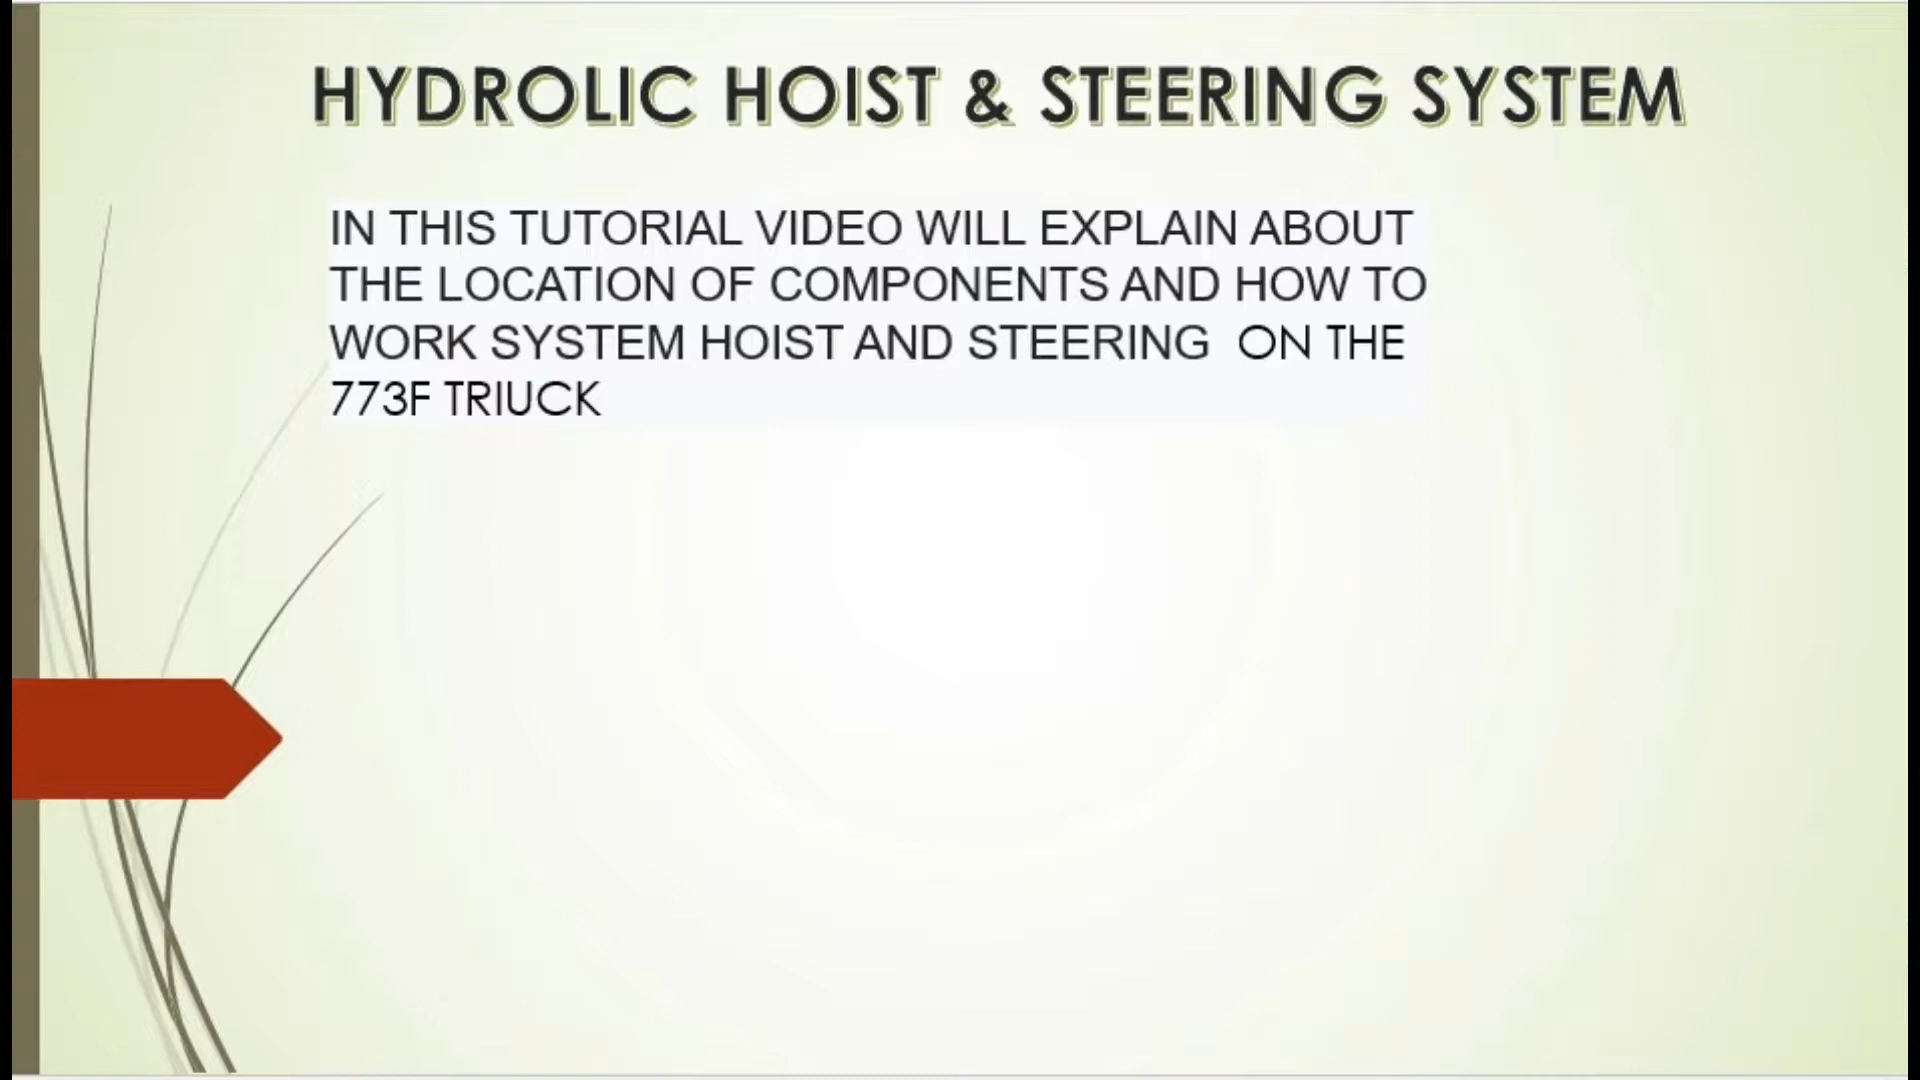 HYDROLIC HOIST & STEERING SYSTEM
IN THIS TUTORIAL VIDEO WILL EXPLAIN ABOUT
THE LOCATION OF COMPONENTS AND HOW TO
WORK SYSTEM HOIST AND STEERING ON THE
773F TRIUCK